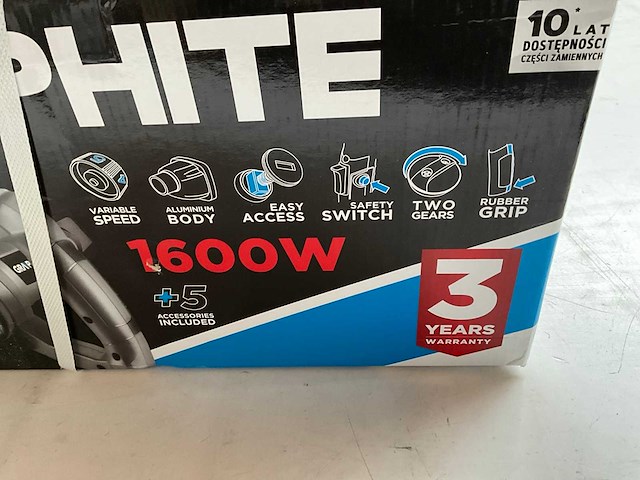 PHITE
10* LAT
DOSTĘPNOŚCI
CZĘŚCI ZAMIENNYCH
VARIABLE
SPEED
ALUMINIUM
BODY
EASY
ACCESS
SAFETY
SWITCH
TWO
GEARS
RUBBER
GRIP
1600W
+5
ACCESSORIES
INCLUDED
3
YEARS
WARRANTY
GRAP